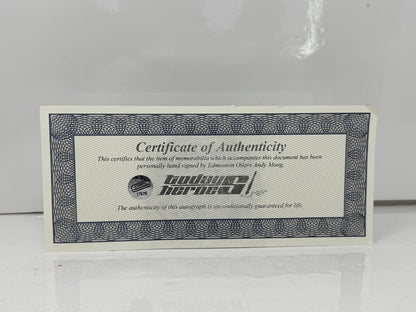 Certificate of Authenticity
This certifies that the item of memorabilia which accompanies this document has been
personally hand signed by Edmonton Oilers Andy Moog.
today
heroes!
The authenticity of this autograph is unconditionally guaranteed for life